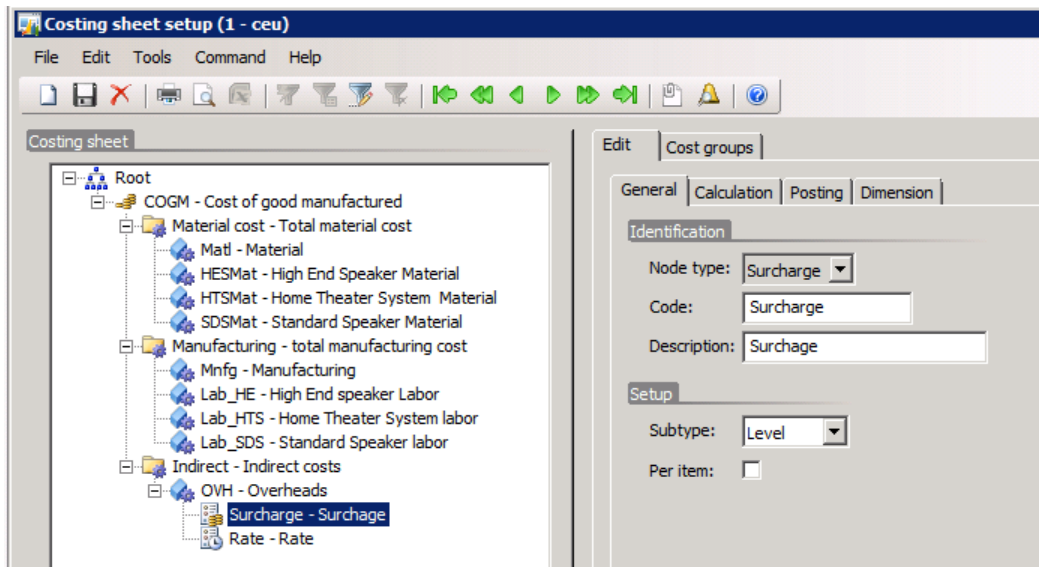 Costing sheet setup (1 - ceu)
File Edit Tools Command Help
Costing sheet
Root
COGM - Cost of good manufactured
Material cost - Total material cost
Matl - Material
HESMat - High End Speaker Material
HTSMat - Home Theater System  Material
SDSMat - Standard Speaker Material
Manufacturing - total manufacturing cost
Mnfg - Manufacturing
Lab_HE - High End speaker Labor
Lab_HTS - Home Theater System labor
Lab_SDS - Standard Speaker labor
Indirect - Indirect costs
OVH - Overheads
Surcharge - Surchage
Rate - Rate
Edit Cost groups
General Calculation Posting Dimension
Identification
Node type: Surcharge
Code: Surcharge
Description: Surchage
Setup
Subtype: Level
Per item: